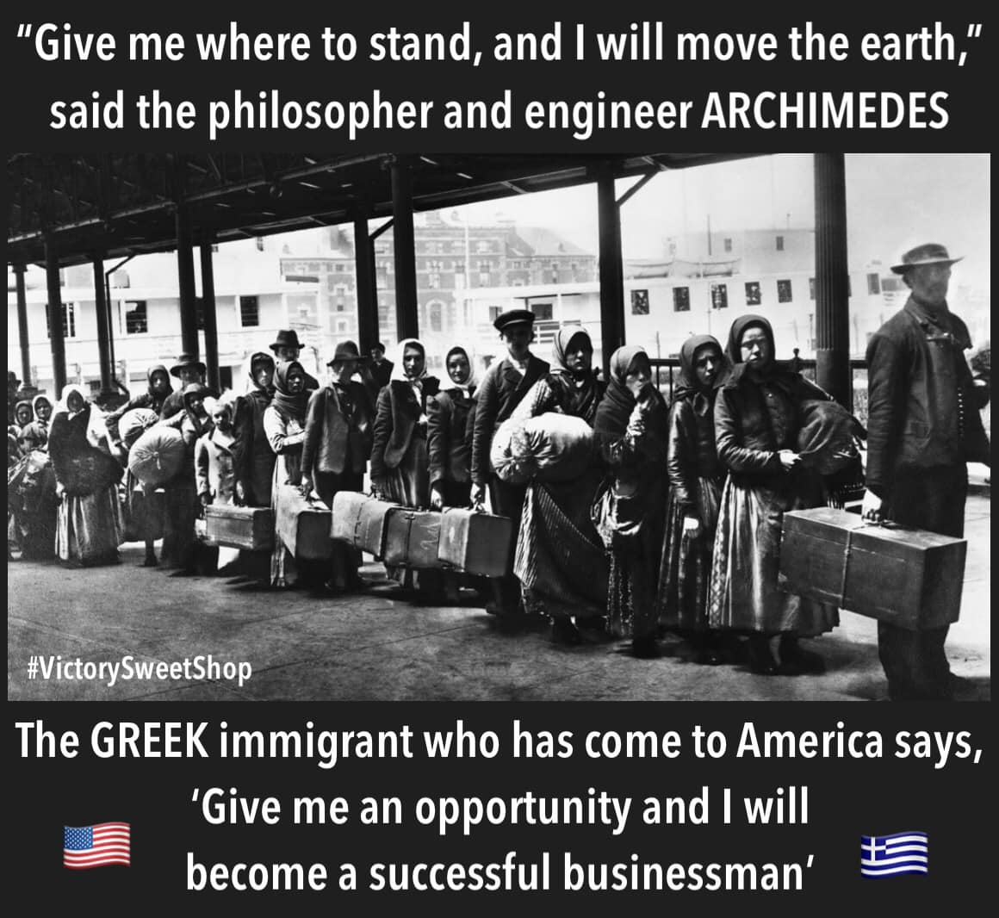 “Give me where to stand, and I will move the earth,”
said the philosopher and engineer ARCHIMEDES
#VictorySweetShop
The GREEK immigrant who has come to America says,
‘Give me an opportunity and I will
become a successful businessman’